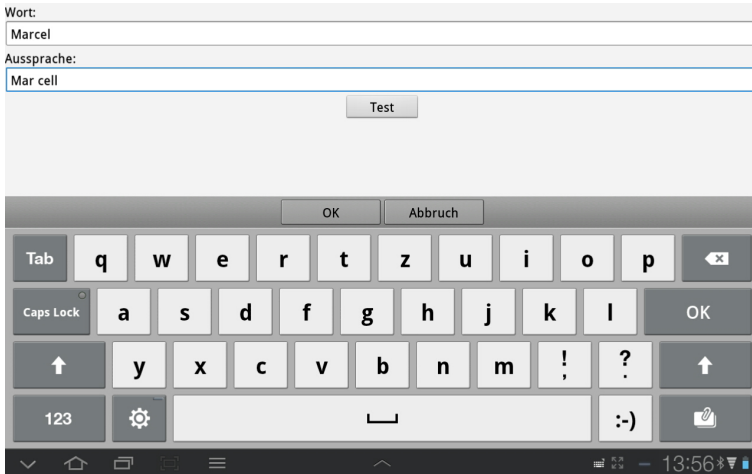 Wort:
Marcel
Aussprache:
Mar cell
Test
OK Abbruch
Tab q w e r t z u i o p
Caps Lock a s d f g h j k l OK
y x c v b n m ! , ? .
123 :-)
13:56